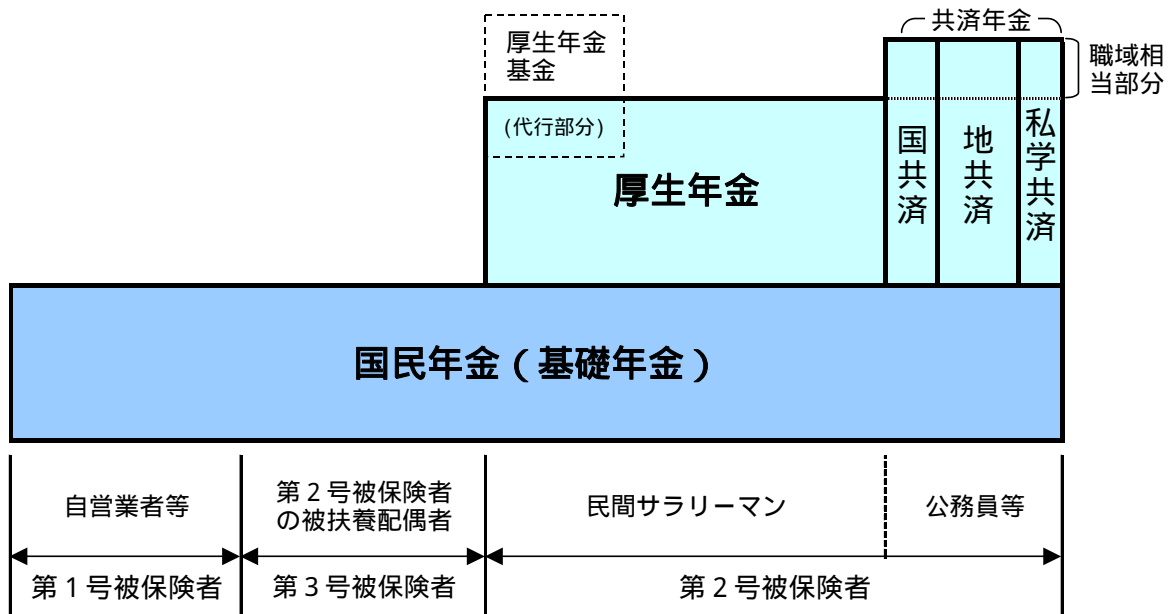 共済年金
厚生年金
基金
職域相
当部分
(代行部分)
厚生年金
国共済
地共済
私学共済
国民年金(基礎年金)
自営業者等
第2号被保険者
の被扶養配偶者
民間サラリーマン
公務員等
第1号被保険者
第3号被保険者
第2号被保険者